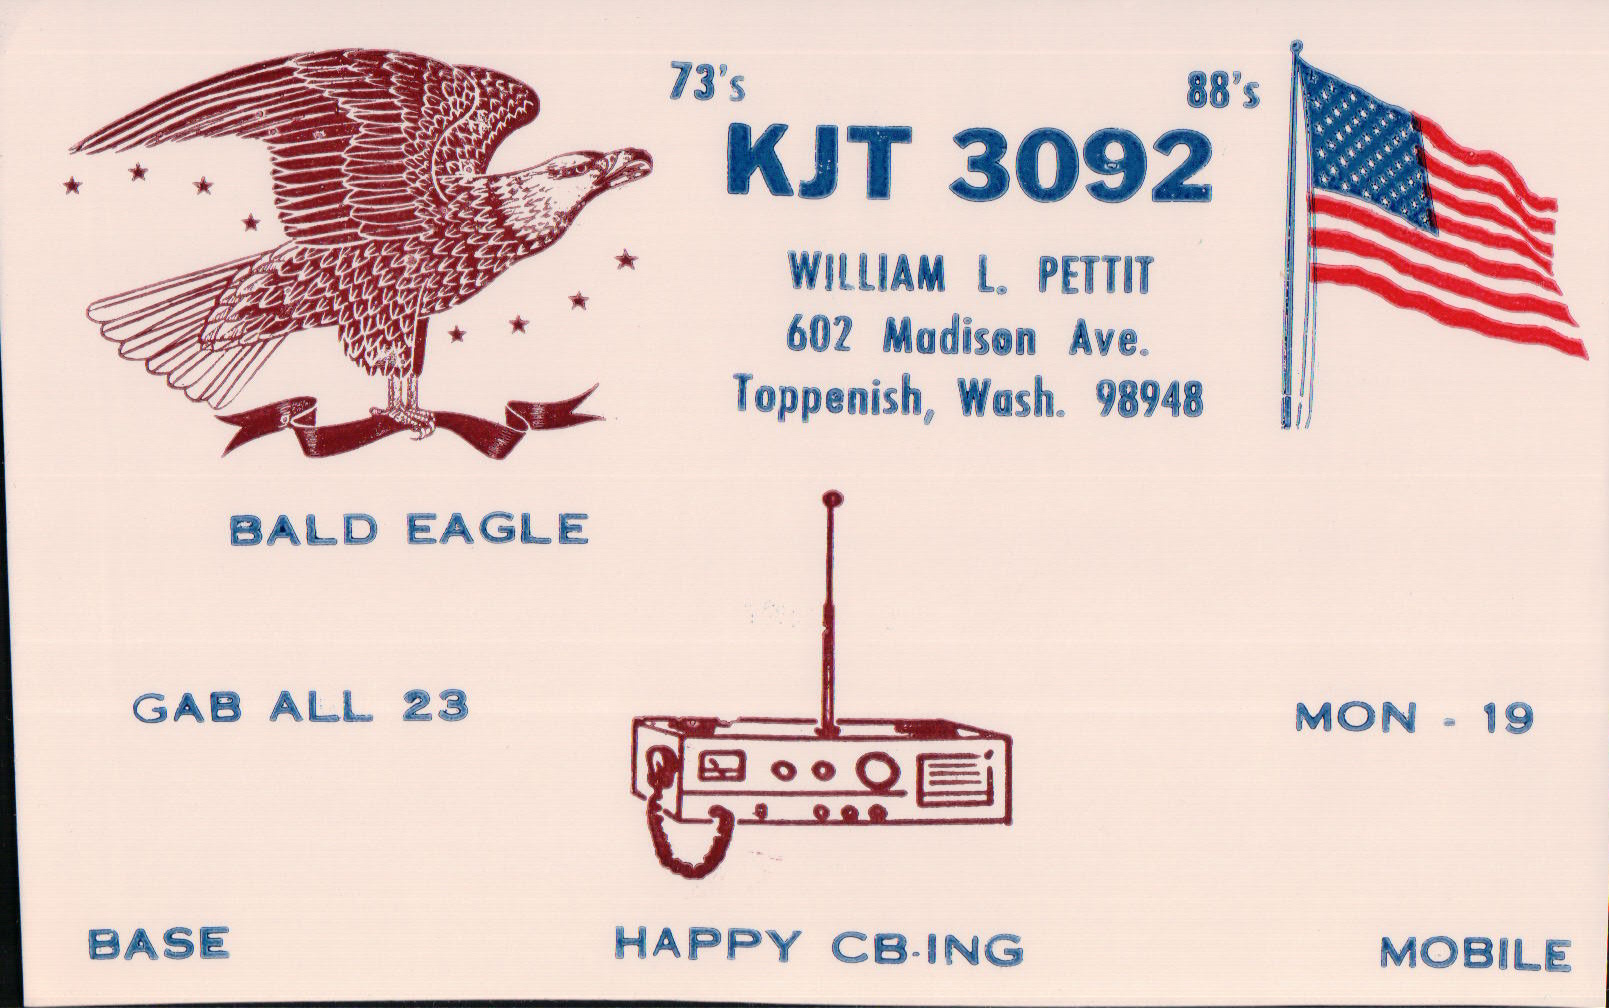 73's 88's
KJT 3092
WILLIAM L. PETTIT
602 Madison Ave.
Toppenish, Wash. 98948
BALD EAGLE
GAB ALL 23
MON - 19
BASE
HAPPY CB-ING
MOBILE